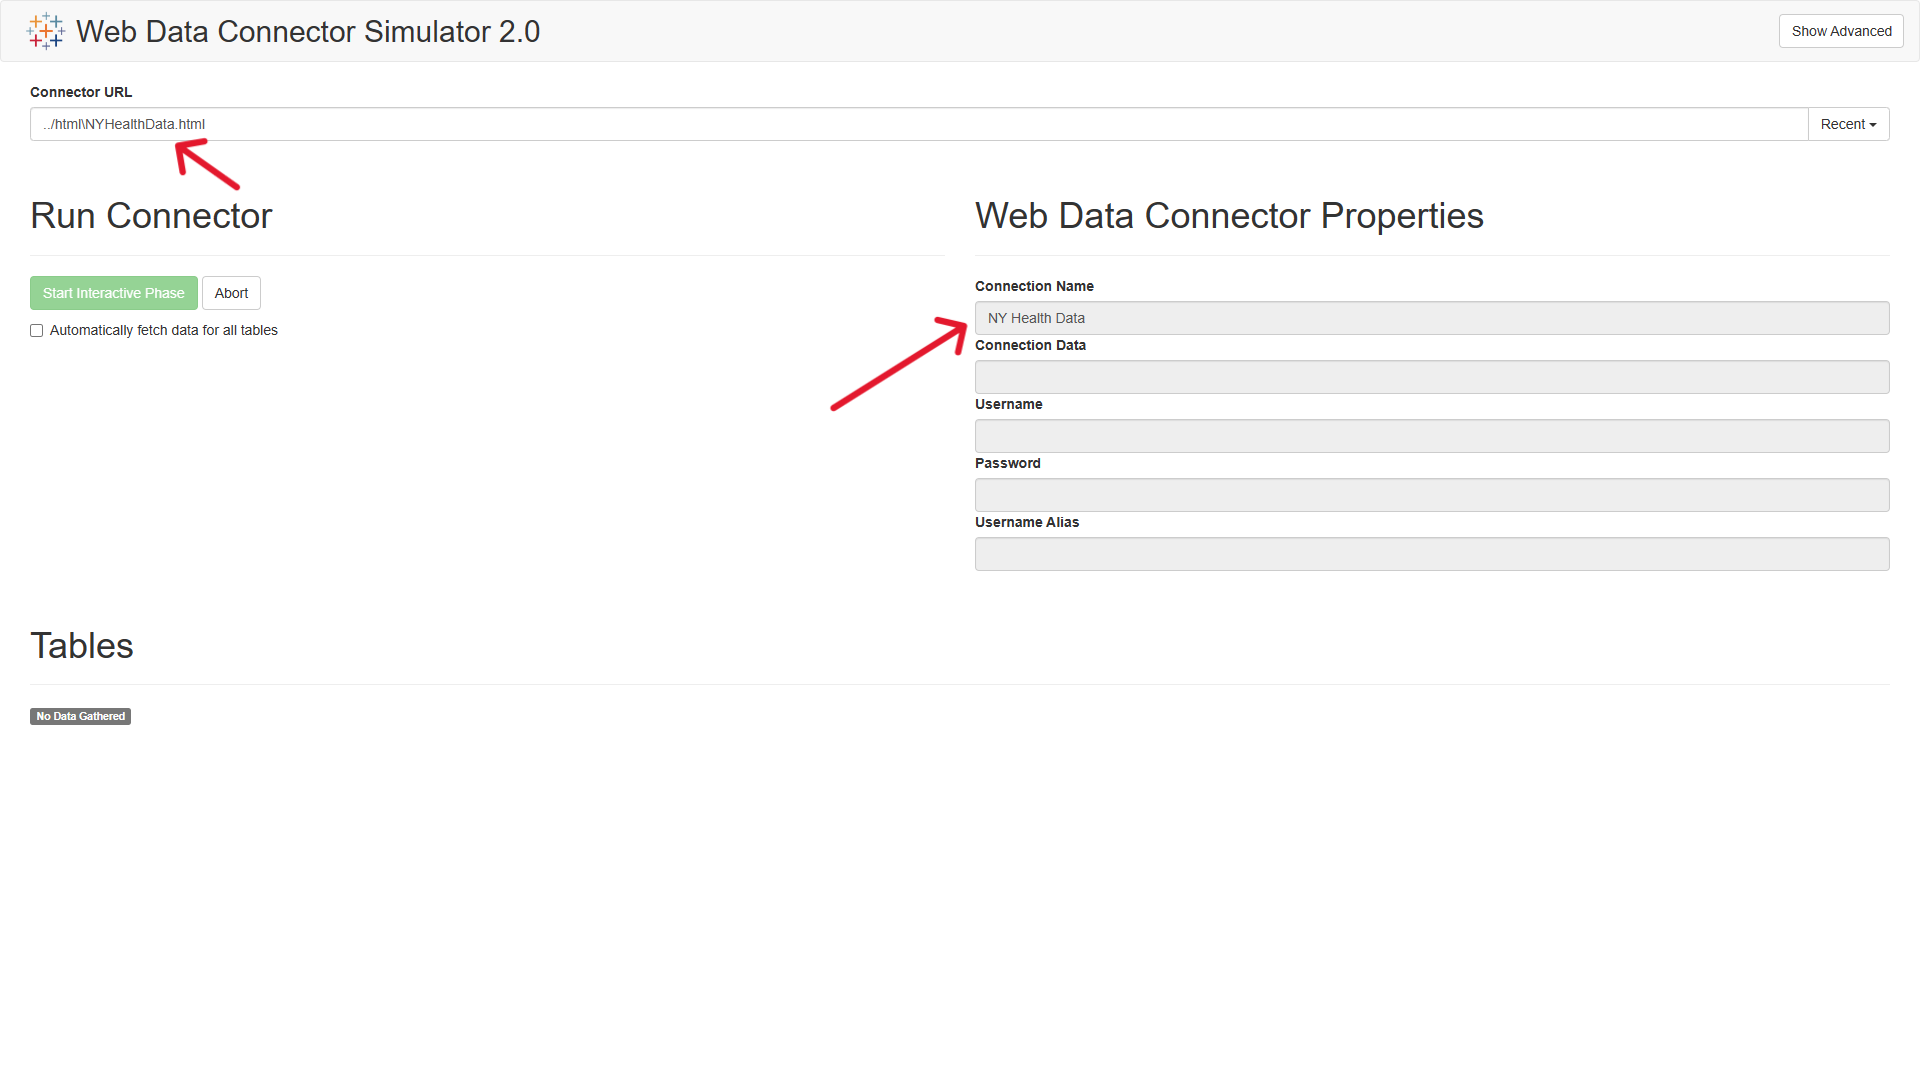 Web Data Connector Simulator 2.0
Show Advanced
Connector URL
../html\NYHealthData.html
Recent
Run Connector
Start Interactive Phase
Abort
Automatically fetch data for all tables
Web Data Connector Properties
Connection Name
NY Health Data
Connection Data
Username
Password
Username Alias
Tables
No Data Gathered